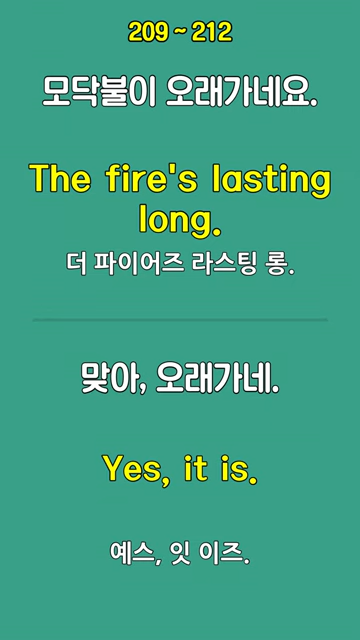 209 ~ 212
모닥불이 오래가네요.
The fire's lasting
long.
더 파이어즈 라스팅 롱.
맞아, 오래가네.
Yes, it is.
예스, 잇 이즈.